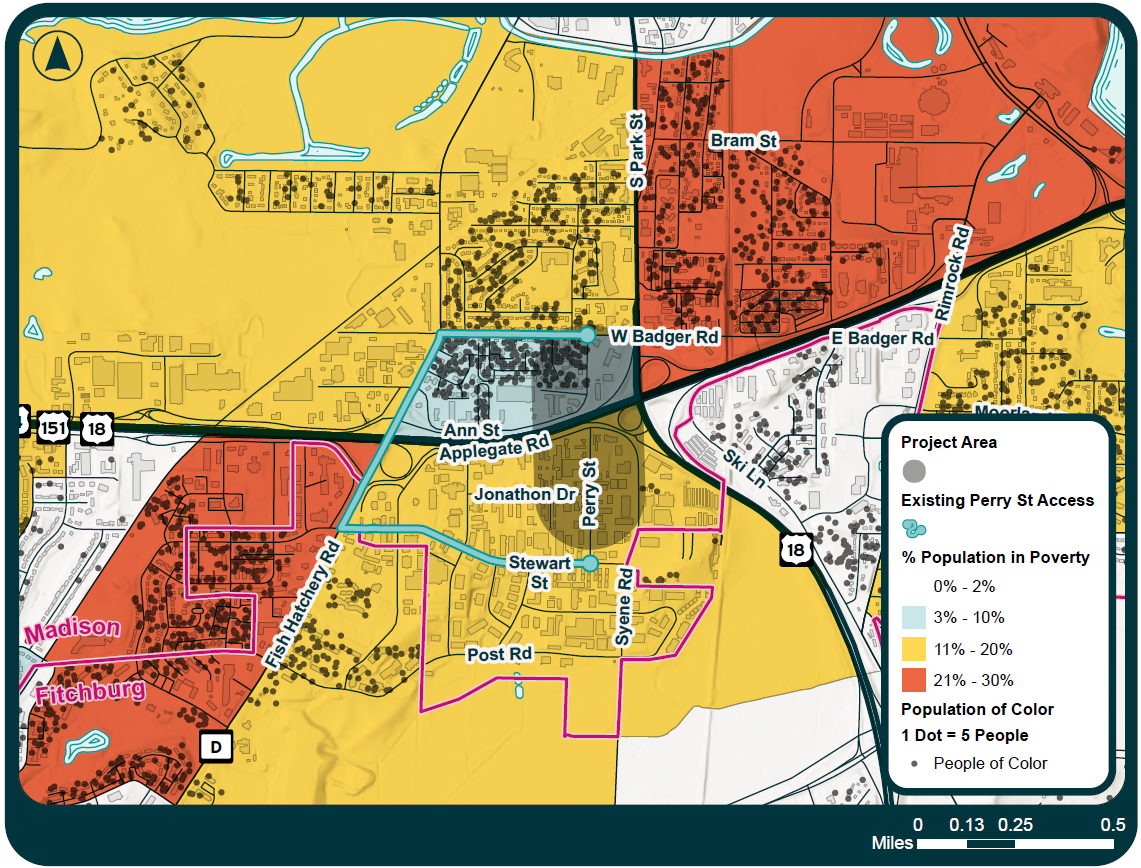 S Park St
Bram St
Rimrock Rd
W Badger Rd
E Badger Rd
151
18
Ann St
Applegate Rd
Ski Ln
Jonathon Dr
Perry St
18
Stewart
St
Fish Hatchery Rd
Syene Rd
Madison
Post Rd
Fitchburg
D
Project Area
Existing Perry St Access
% Population in Poverty
0% - 2%
3% - 10%
11% - 20%
21% - 30%
Population of Color
1 Dot = 5 People
People of Color
0 0.13 0.25 0.5
Miles